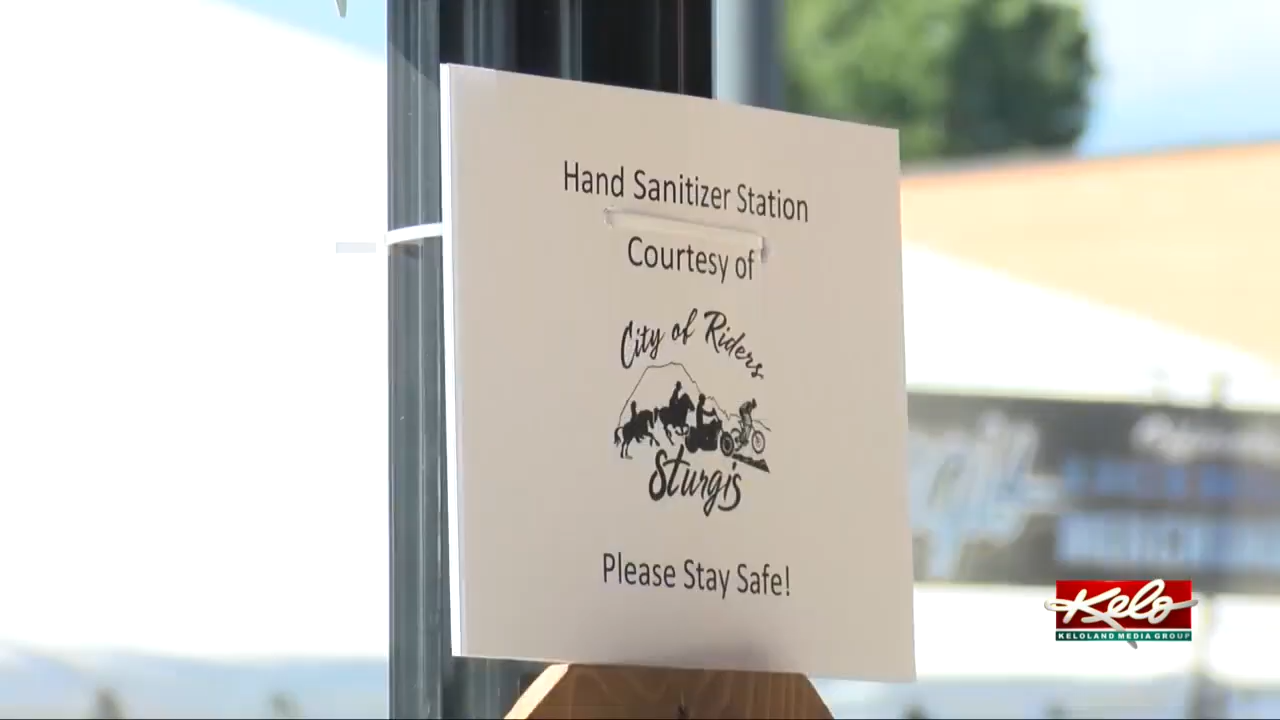 Hand Sanitizer Station
Courtesy of
City of Riders
Sturgis
Please Stay Safe!
Kelo
KELOLAND MEDIA GROUP